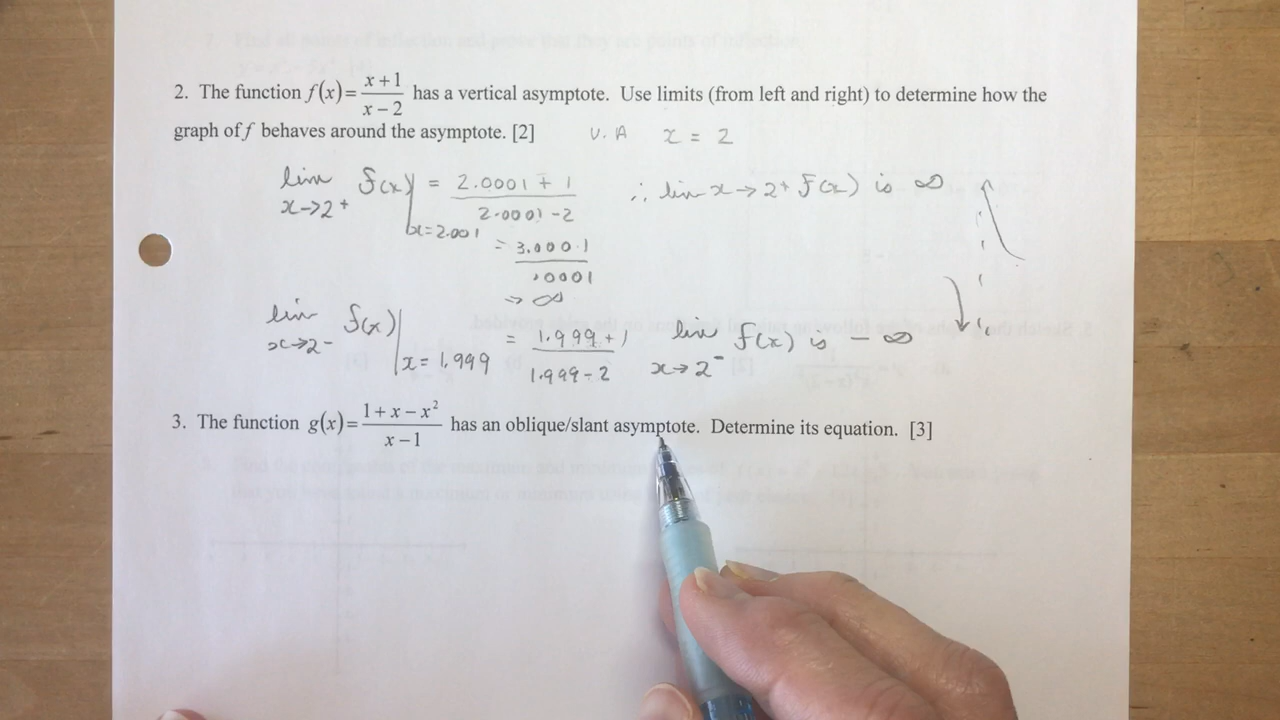 2. The function f(x)=x+1/x−2 has a vertical asymptote. Use limits (from left and right) to determine how the
graph of f behaves around the asymptote. [2] V.A x = 2
lim x→2+ f(x)| x=2.001 = 2.0001 + 1 / 2.0001 - 2 ∴ lim x→2+ f(x) is ∞
= 3.0001 / .0001
→ ∞
lim x→2- f(x)| x=1.999 = 1.999+1 / 1.999-2 lim x→2- f(x) is - ∞
3. The function g(x)=1+x−x²/x−1 has an oblique/slant asymptote. Determine its equation. [3]